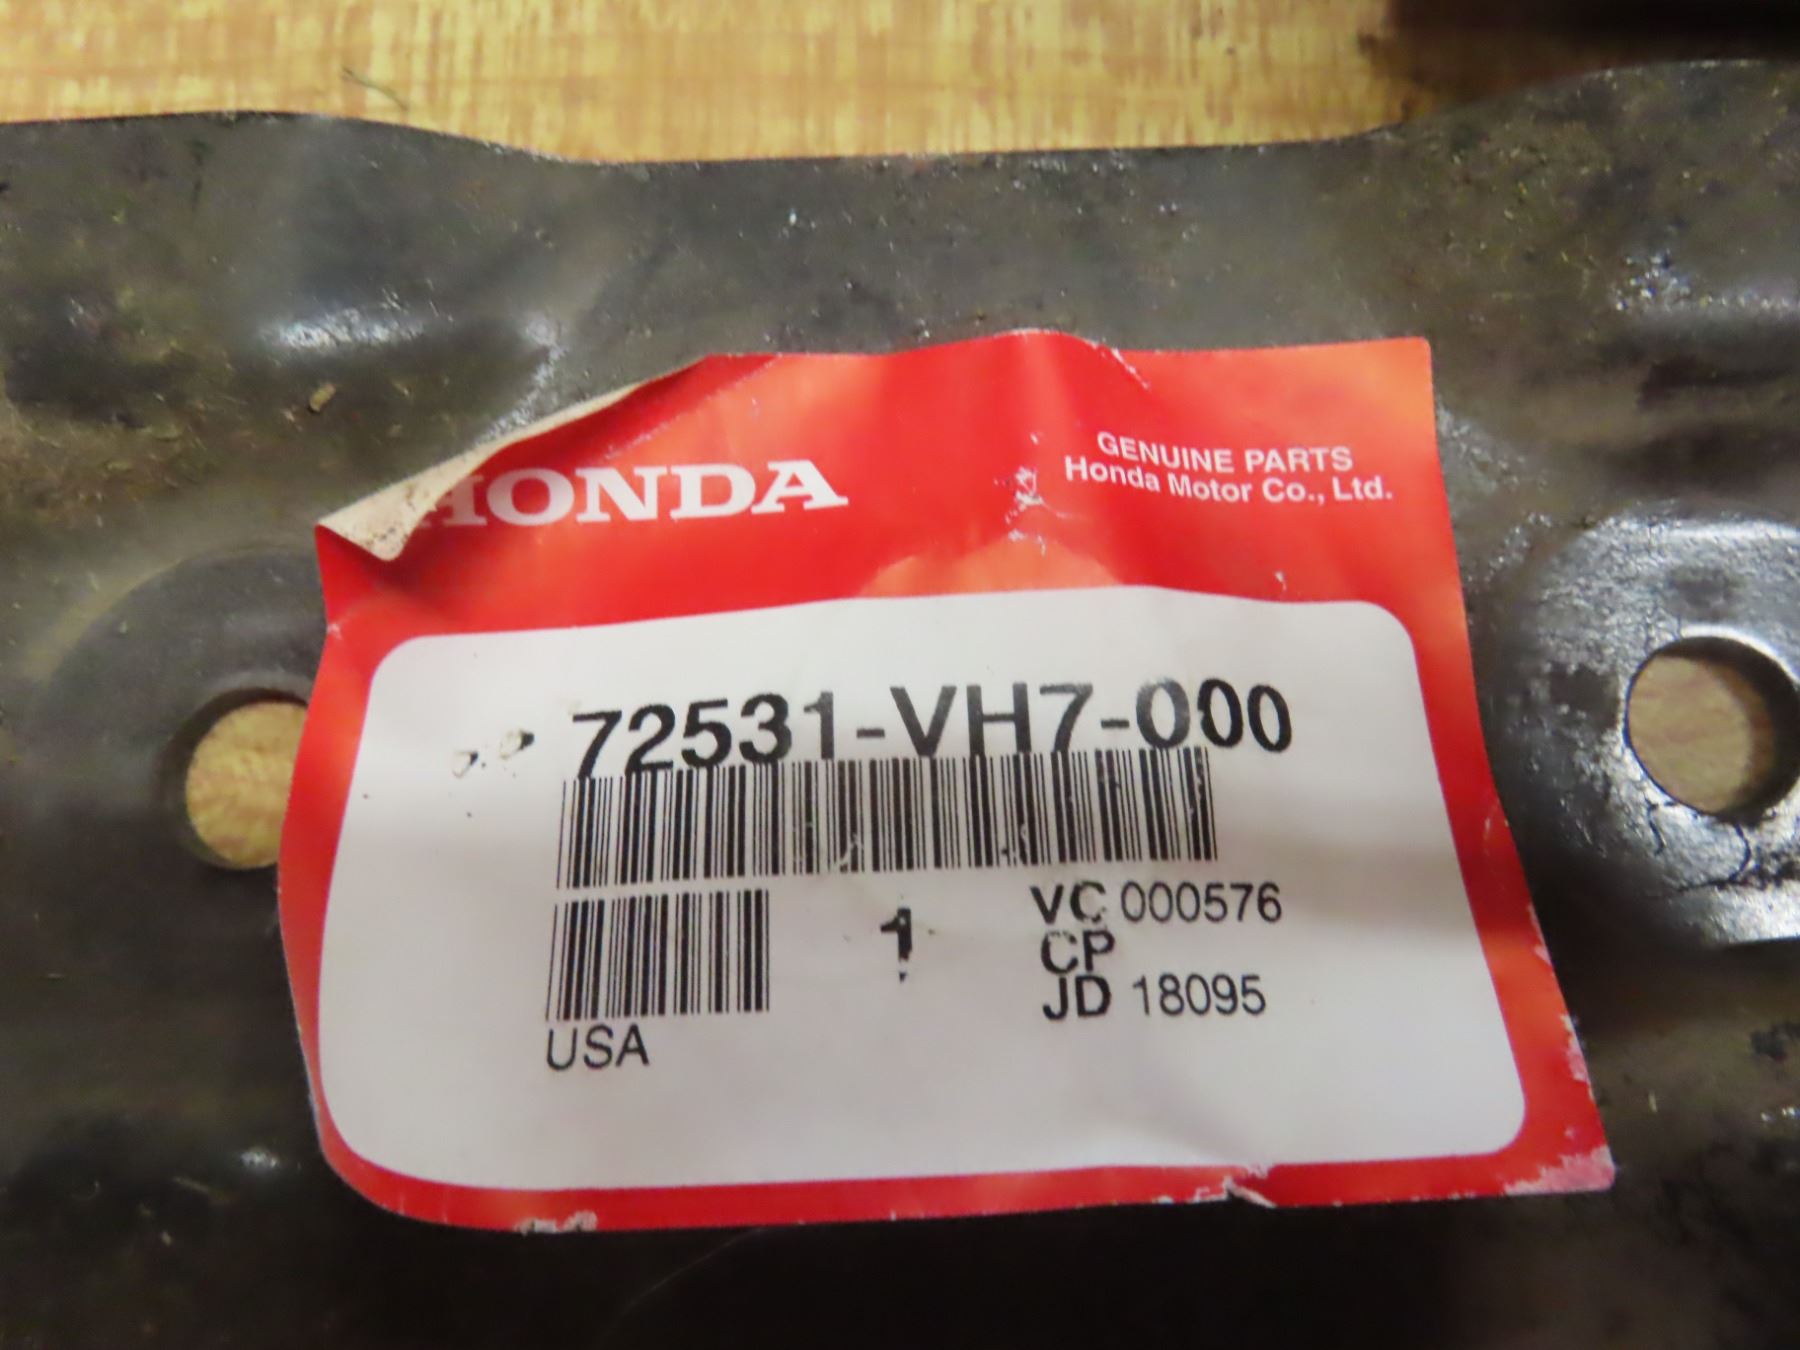 HONDA
GENUINE PARTS
Honda Motor Co., Ltd.
72531-VH7-000
1
VC 000576
CP
JD 18095
USA